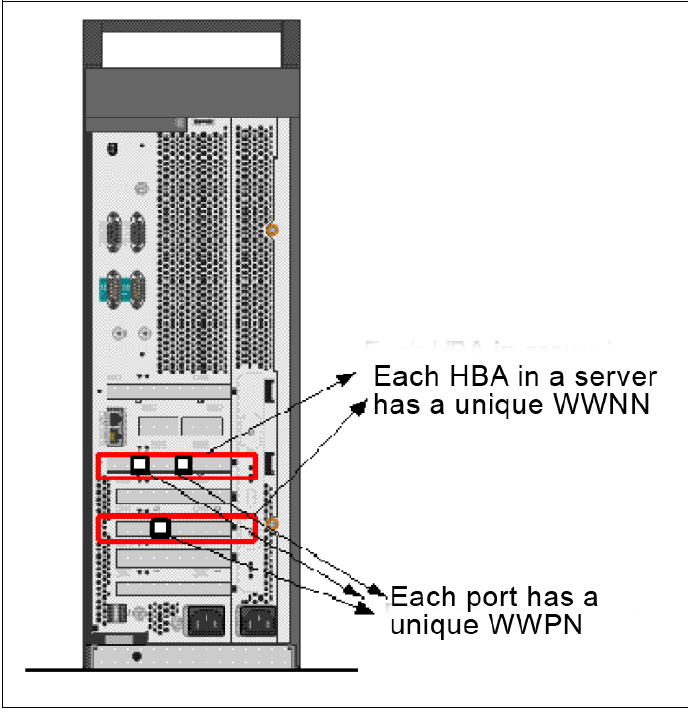 Each HBA in a server
has a unique WWNN
Each port has a
unique WWPN